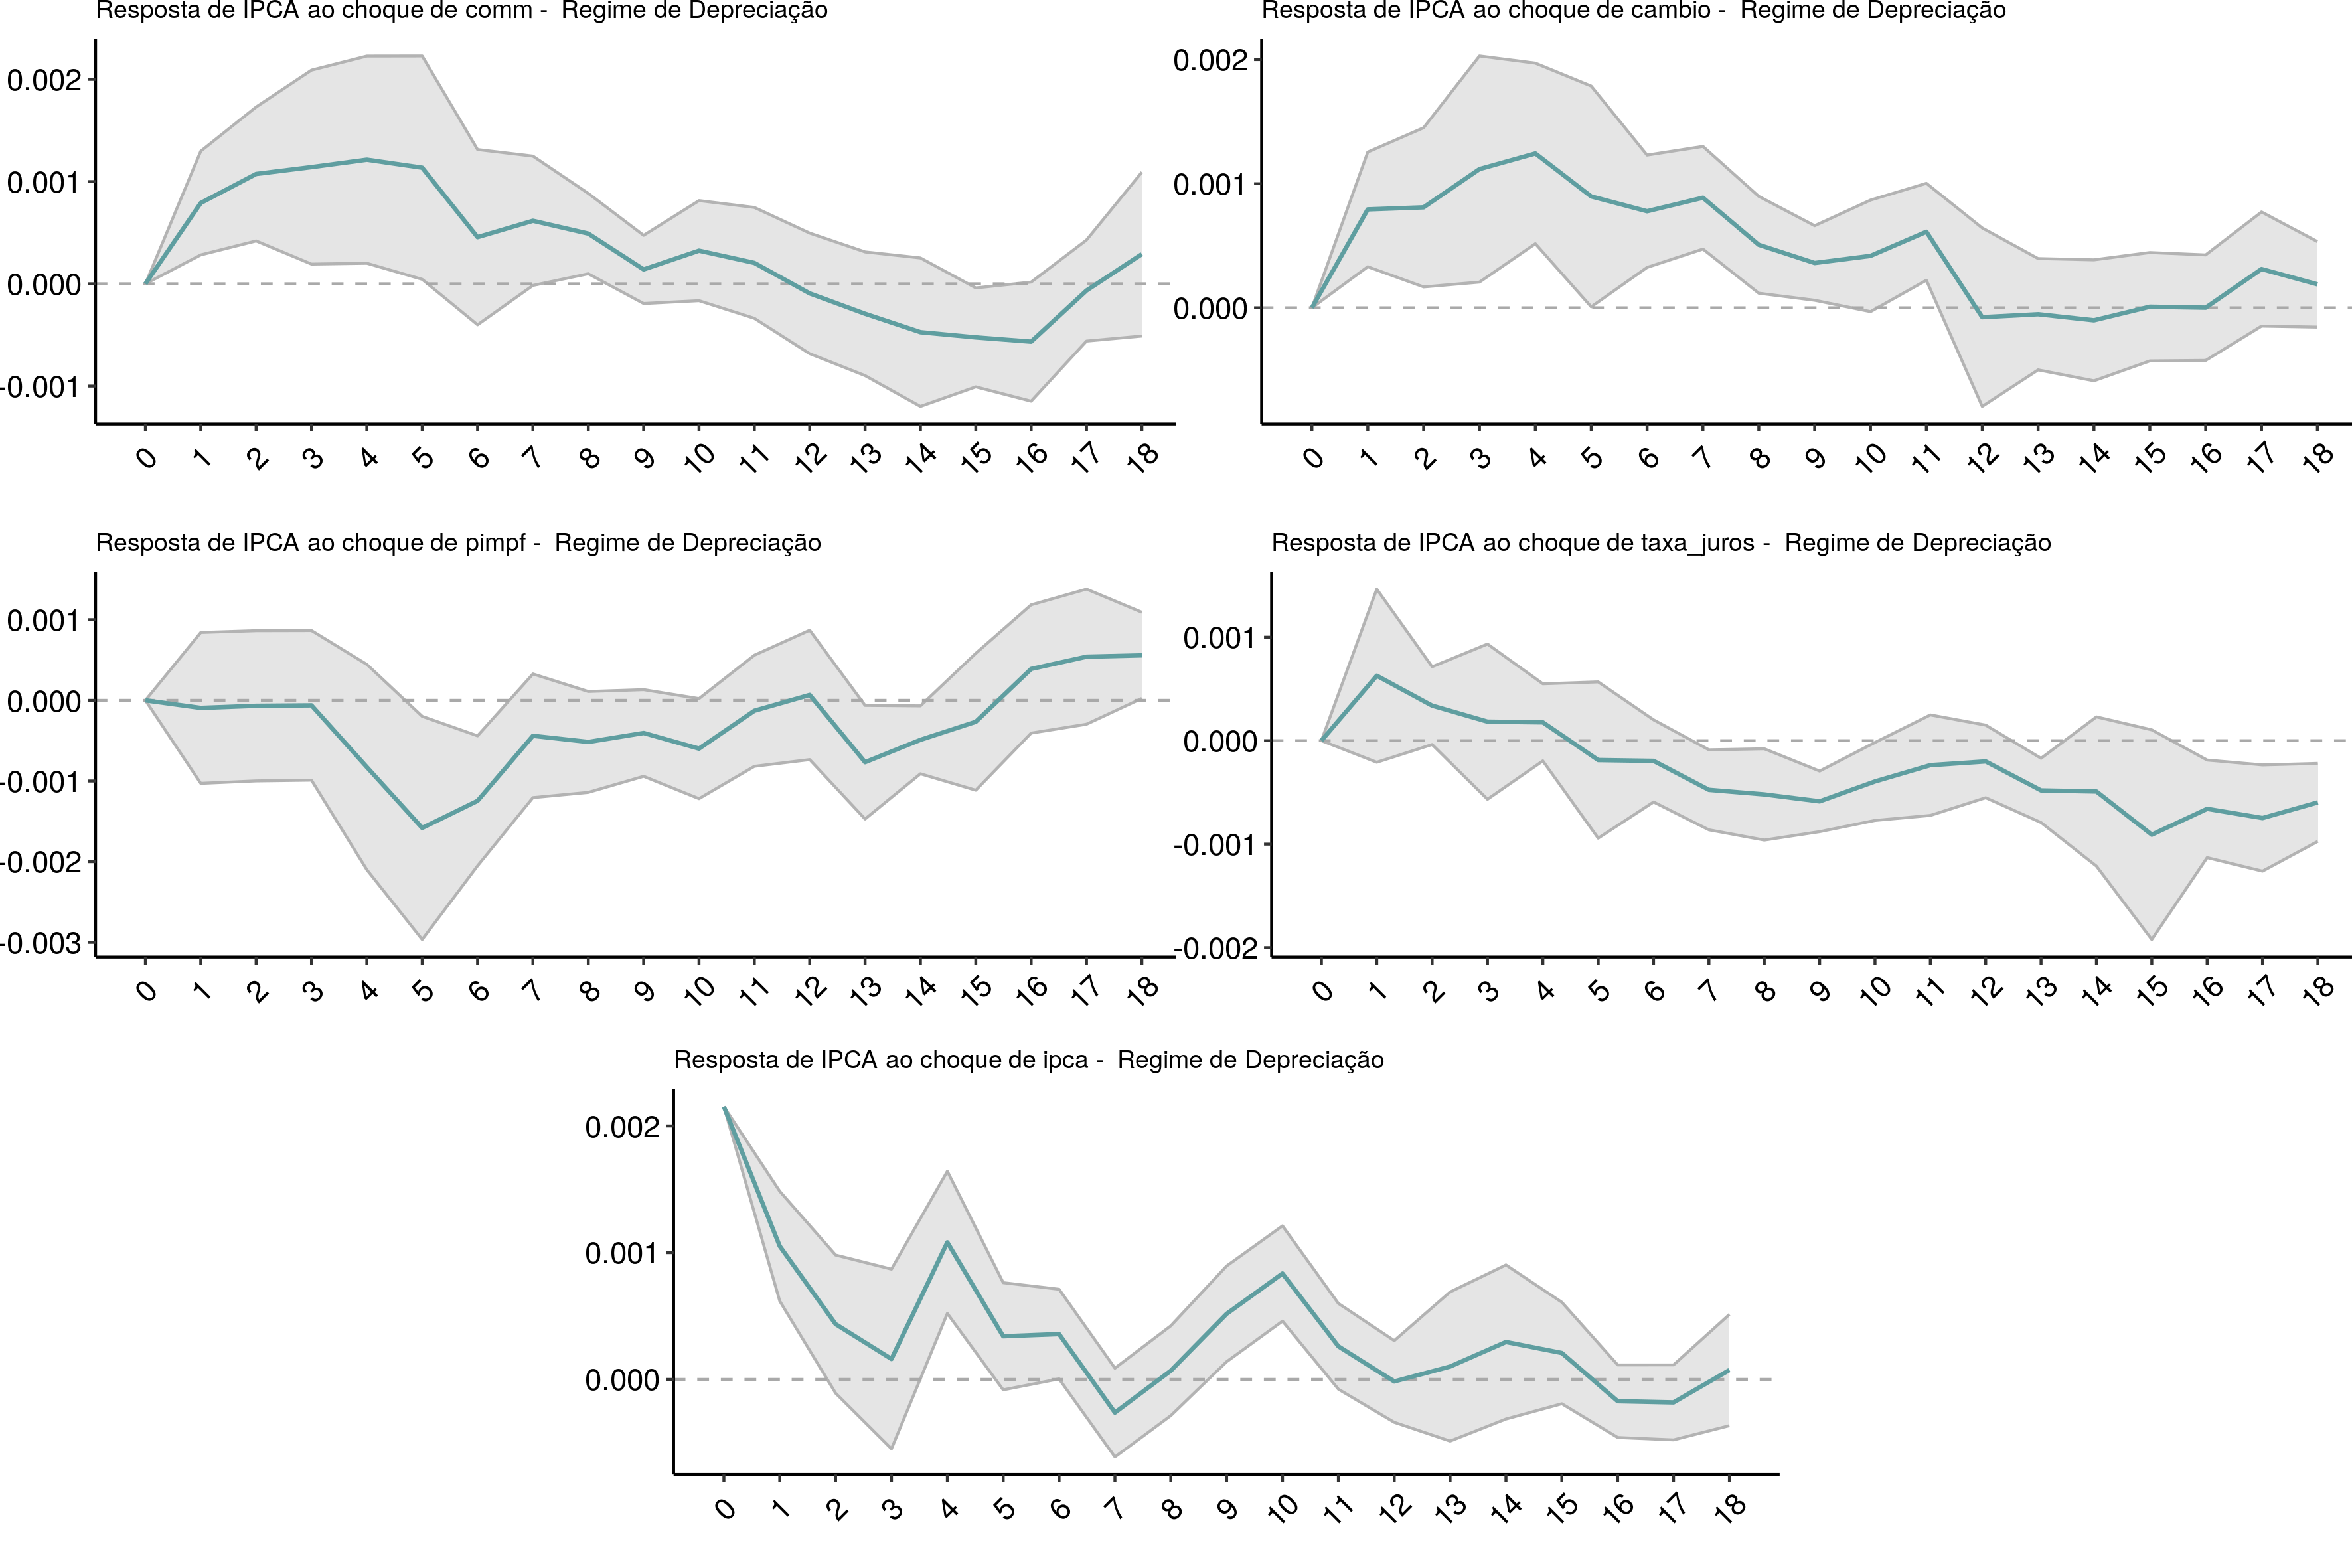 Resposta de IPCA ao choque de comm -  Regime de Depreciação
0.002
0.001
0.000
-0.001
0 1 2 3 4 5 6 7 8 9 10 11 12 13 14 15 16 17 18
Resposta de IPCA ao choque de cambio -  Regime de Depreciação
0.002
0.001
0.000
0 1 2 3 4 5 6 7 8 9 10 11 12 13 14 15 16 17 18
Resposta de IPCA ao choque de pimpf -  Regime de Depreciação
0.001
0.000
-0.001
-0.002
-0.003
0 1 2 3 4 5 6 7 8 9 10 11 12 13 14 15 16 17 18
Resposta de IPCA ao choque de taxa_juros -  Regime de Depreciação
0.001
0.000
-0.001
-0.002
0 1 2 3 4 5 6 7 8 9 10 11 12 13 14 15 16 17 18
Resposta de IPCA ao choque de ipca -  Regime de Depreciação
0.002
0.001
0.000
0 1 2 3 4 5 6 7 8 9 10 11 12 13 14 15 16 17 18